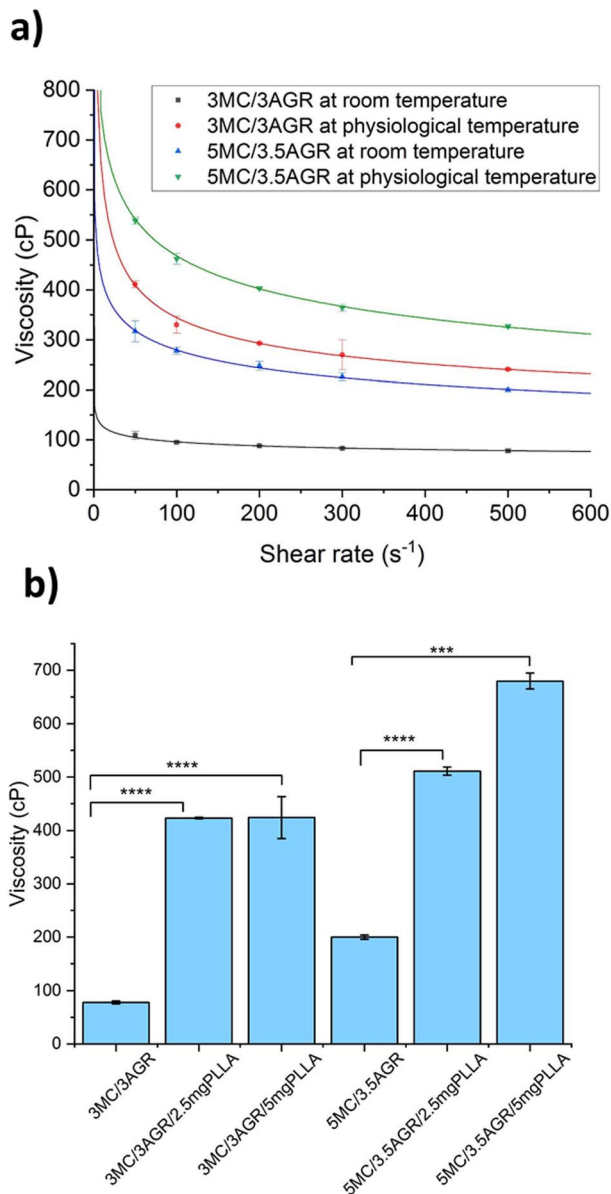 a)
3MC/3AGR at room temperature
3MC/3AGR at physiological temperature
5MC/3.5AGR at room temperature
5MC/3.5AGR at physiological temperature
800
700
600
500
400
300
200
100
0
Viscosity (cP)
0 100 200 300 400 500 600
Shear rate (s⁻¹)
b)
700
600
500
400
300
200
100
0
Viscosity (cP)
***
****
****
****
3MC/3AGR
3MC/3AGR/2.5mgPLLA
3MC/3AGR/5mgPLLA
5MC/3.5AGR
5MC/3.5AGR/2.5mgPLLA
5MC/3.5AGR/5mgPLLA